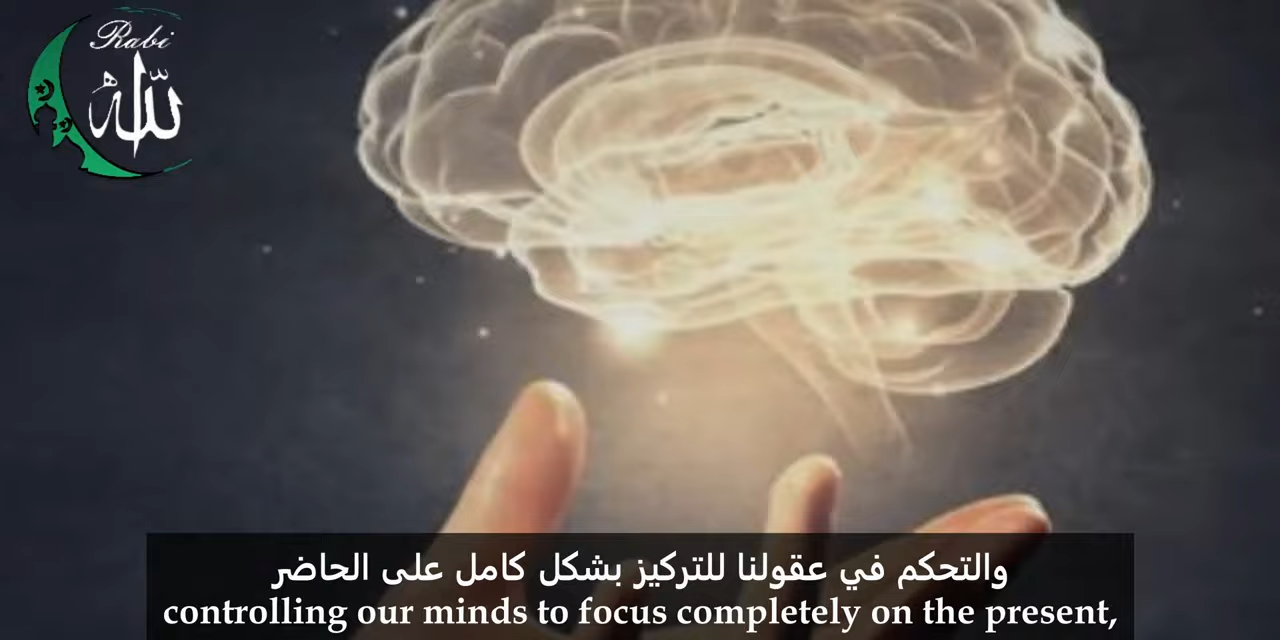 Rabi
الله
والتحكم في عقولنا للتركيز بشكل كامل على الحاضر
controlling our minds to focus completely on the present,